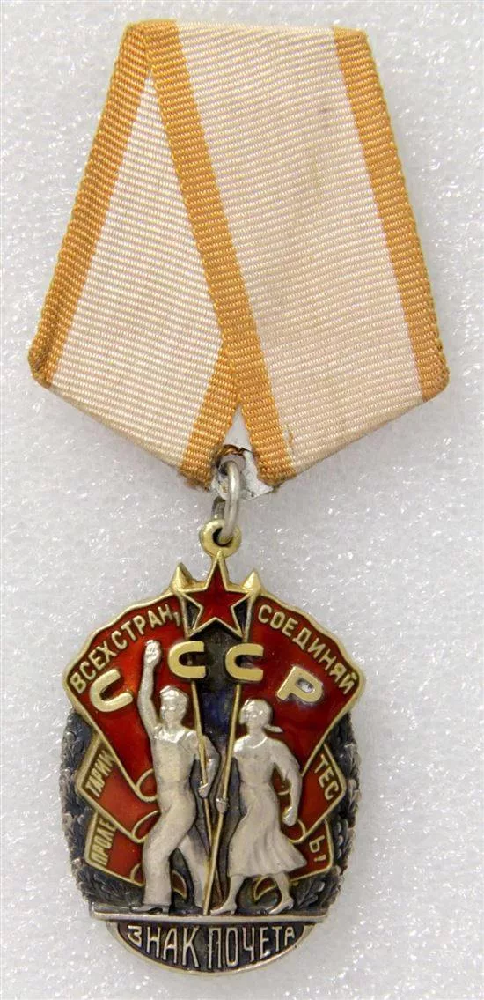 ПРОЛЕ
ТАРИИ
ВСЕХ СТРАН,
СОЕДИНЯЙ
ТЕС
Ь!
СССР
ЗНАК ПОЧЕТА